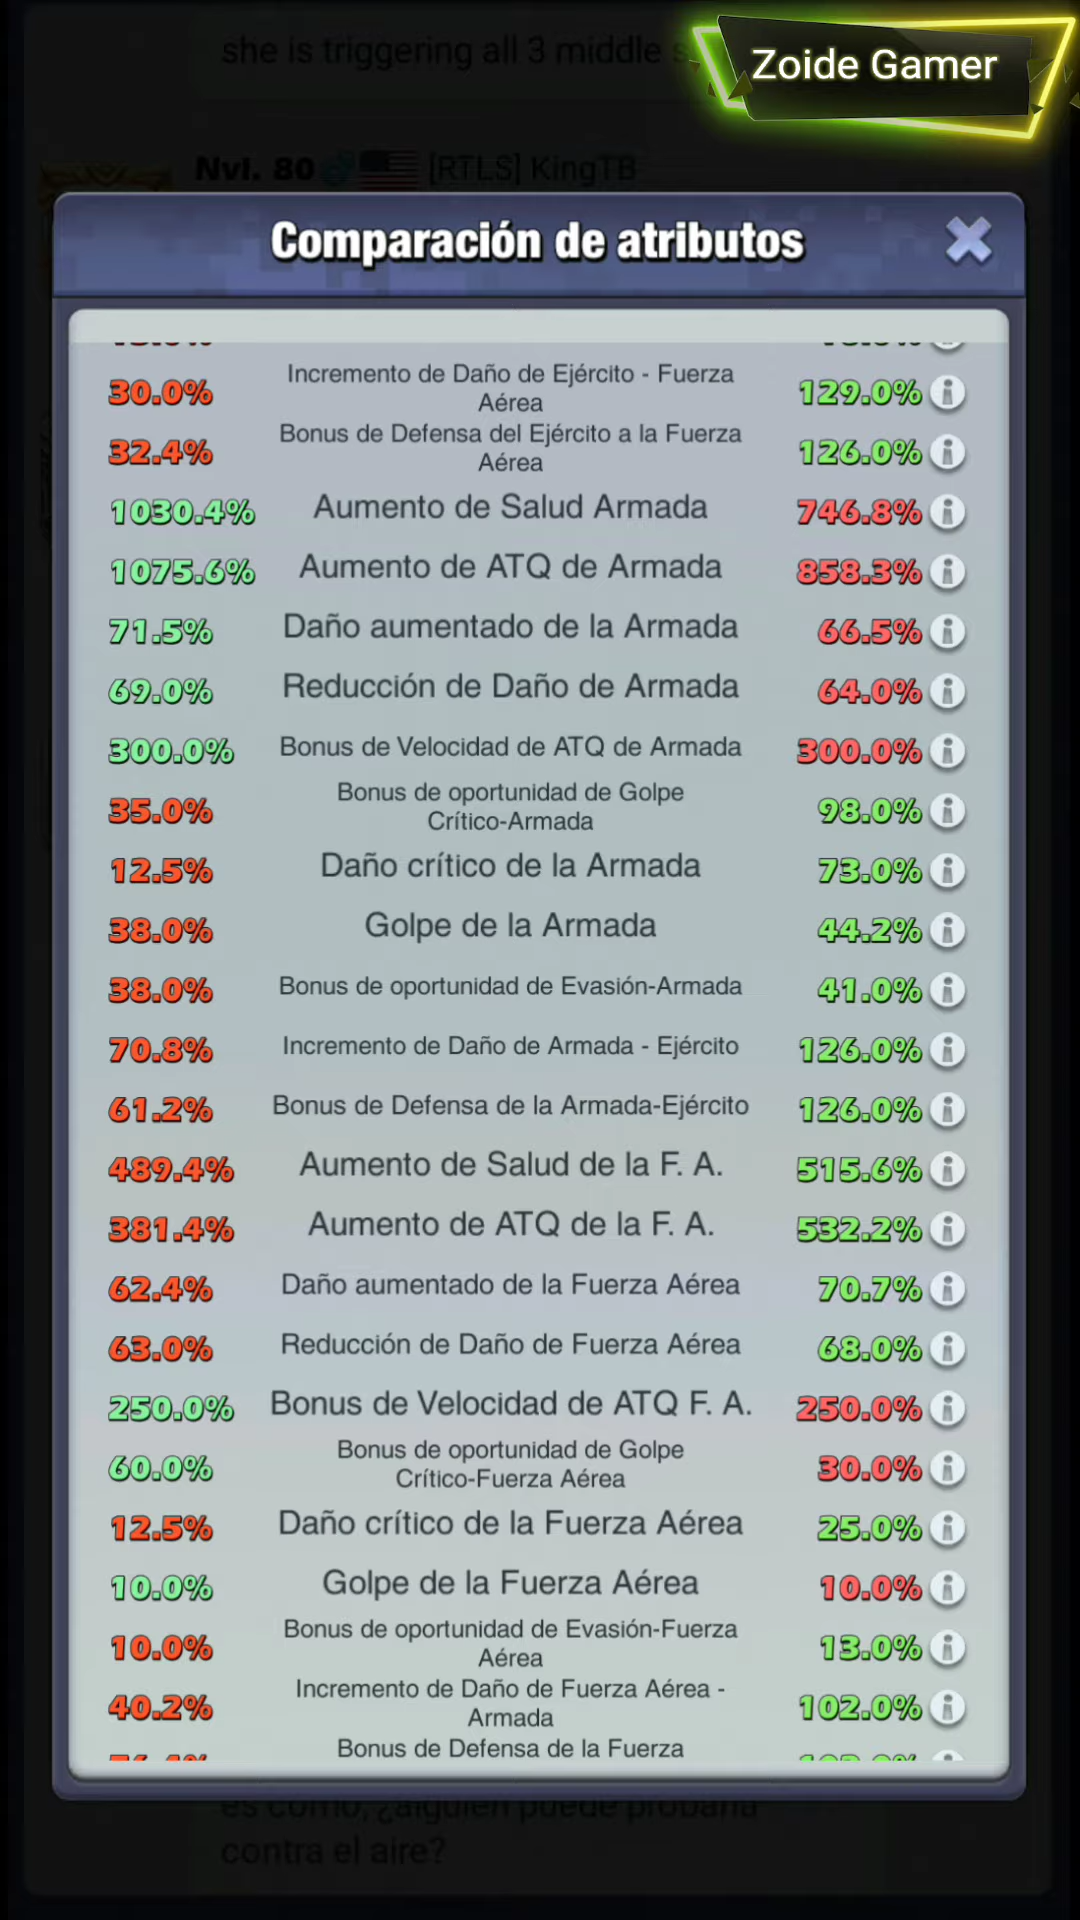 she is triggering all 3 middle
Zoide Gamer
Nvl. 80 [RTLS] KingTB
Comparación de atributos
30.0% Incremento de Daño de Ejército - Fuerza Aérea 129.0%
32.4% Bonus de Defensa del Ejército a la Fuerza Aérea 126.0%
1030.4% Aumento de Salud Armada 746.8%
1075.6% Aumento de ATQ de Armada 858.3%
71.5% Daño aumentado de la Armada 66.5%
69.0% Reducción de Daño de Armada 64.0%
300.0% Bonus de Velocidad de ATQ de Armada 300.0%
35.0% Bonus de oportunidad de Golpe Crítico-Armada 98.0%
12.5% Daño crítico de la Armada 73.0%
38.0% Golpe de la Armada 44.2%
38.0% Bonus de oportunidad de Evasión-Armada 41.0%
70.8% Incremento de Daño de Armada - Ejército 126.0%
61.2% Bonus de Defensa de la Armada-Ejército 126.0%
489.4% Aumento de Salud de la F. A. 515.6%
381.4% Aumento de ATQ de la F. A. 532.2%
62.4% Daño aumentado de la Fuerza Aérea 70.7%
63.0% Reducción de Daño de Fuerza Aérea 68.0%
250.0% Bonus de Velocidad de ATQ F. A. 250.0%
60.0% Bonus de oportunidad de Golpe Crítico-Fuerza Aérea 30.0%
12.5% Daño crítico de la Fuerza Aérea 25.0%
10.0% Golpe de la Fuerza Aérea 10.0%
10.0% Bonus de oportunidad de Evasión-Fuerza Aérea 13.0%
40.2% Incremento de Daño de Fuerza Aérea - Armada 102.0%
Bonus de Defensa de la Fuerza
es como, ¿alguien puede probarla
contra el aire?